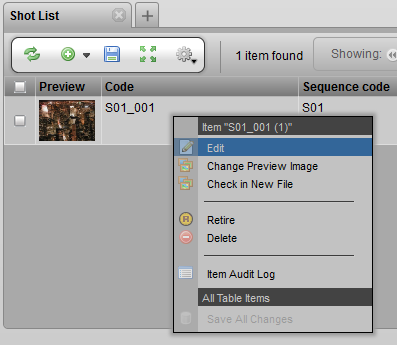 Shot List
1 item found
Showing:
Preview Code Sequence code
S01_001 S01
Item "S01_001 (1)"
Edit
Change Preview Image
Check in New File
Retire
Delete
Item Audit Log
All Table Items
Save All Changes